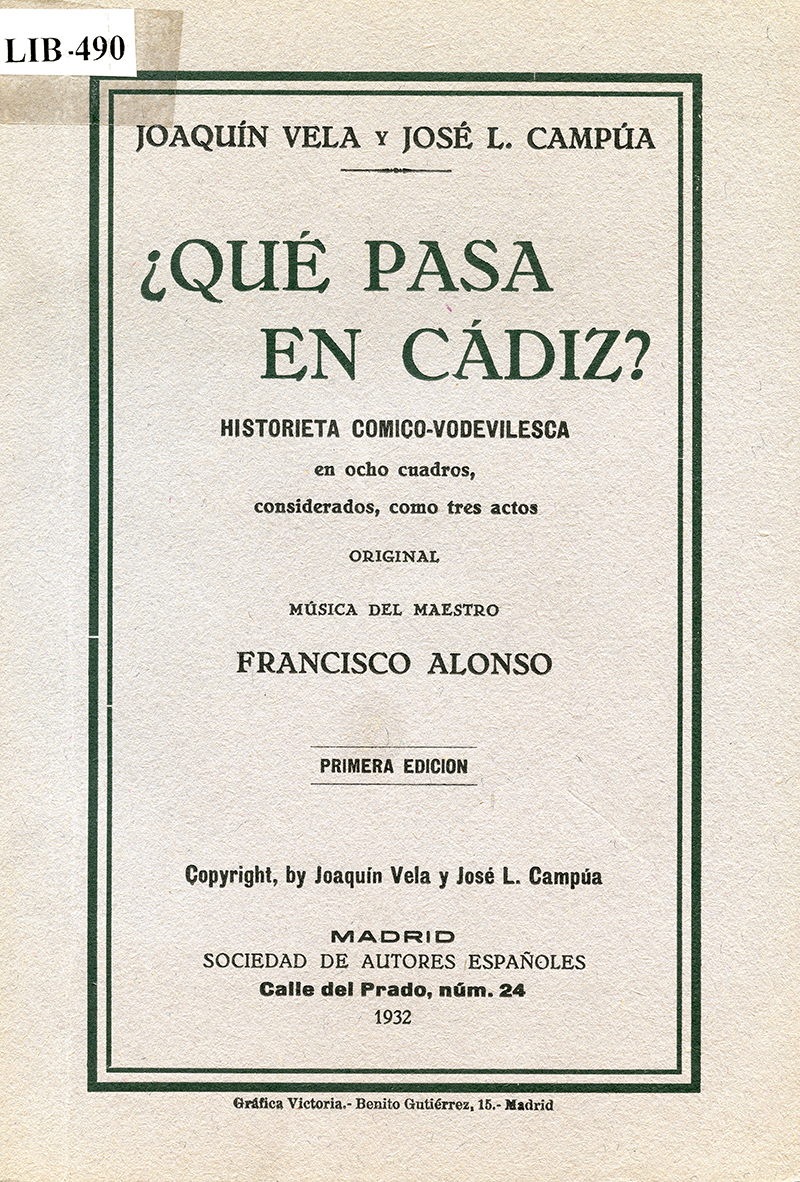 LIB-490
JOAQUÍN VELA Y JOSÉ L. CAMPÚA
¿QUÉ PASA
EN CÁDIZ?
HISTORIETA COMIÇO-VODEVILESCA
en ocho cuadros,
considerados, como tres actos
ORIGINAL
MÚSICA DEL MAESTRO
FRANCISCO ALONSO
PRIMERA EDICION
Copyright, by Joaquín Vela y José L. Campúa
MADRID
SOCIEDAD DE AUTORES ESPAÑOLES
Calle del Prado, núm. 24
1932
Gráfica Victoria.- Benito Gutiérrez, 15.- Madrid